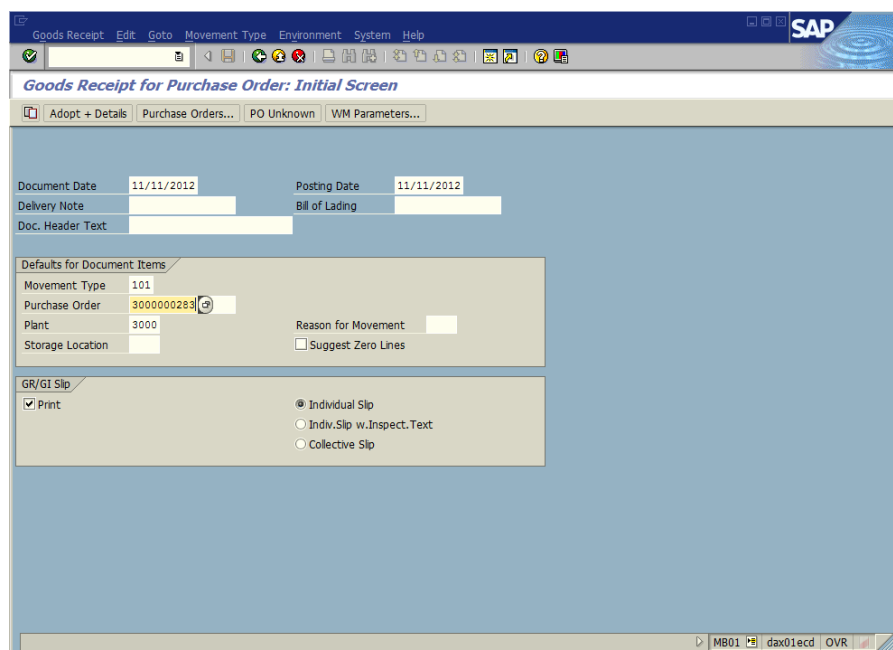 Goods Receipt Edit Goto Movement Type Environment System Help
SAP
Goods Receipt for Purchase Order: Initial Screen
Adopt + Details Purchase Orders... PO Unknown WM Parameters...
Document Date 11/11/2012 Posting Date 11/11/2012
Delivery Note Bill of Lading
Doc. Header Text
Defaults for Document Items
Movement Type 101
Purchase Order 3000000283
Plant 3000 Reason for Movement
Storage Location Suggest Zero Lines
GR/GI Slip
Print Individual Slip
Indiv.Slip w.Inspect.Text
Collective Slip
MB01 dax01ecd OVR